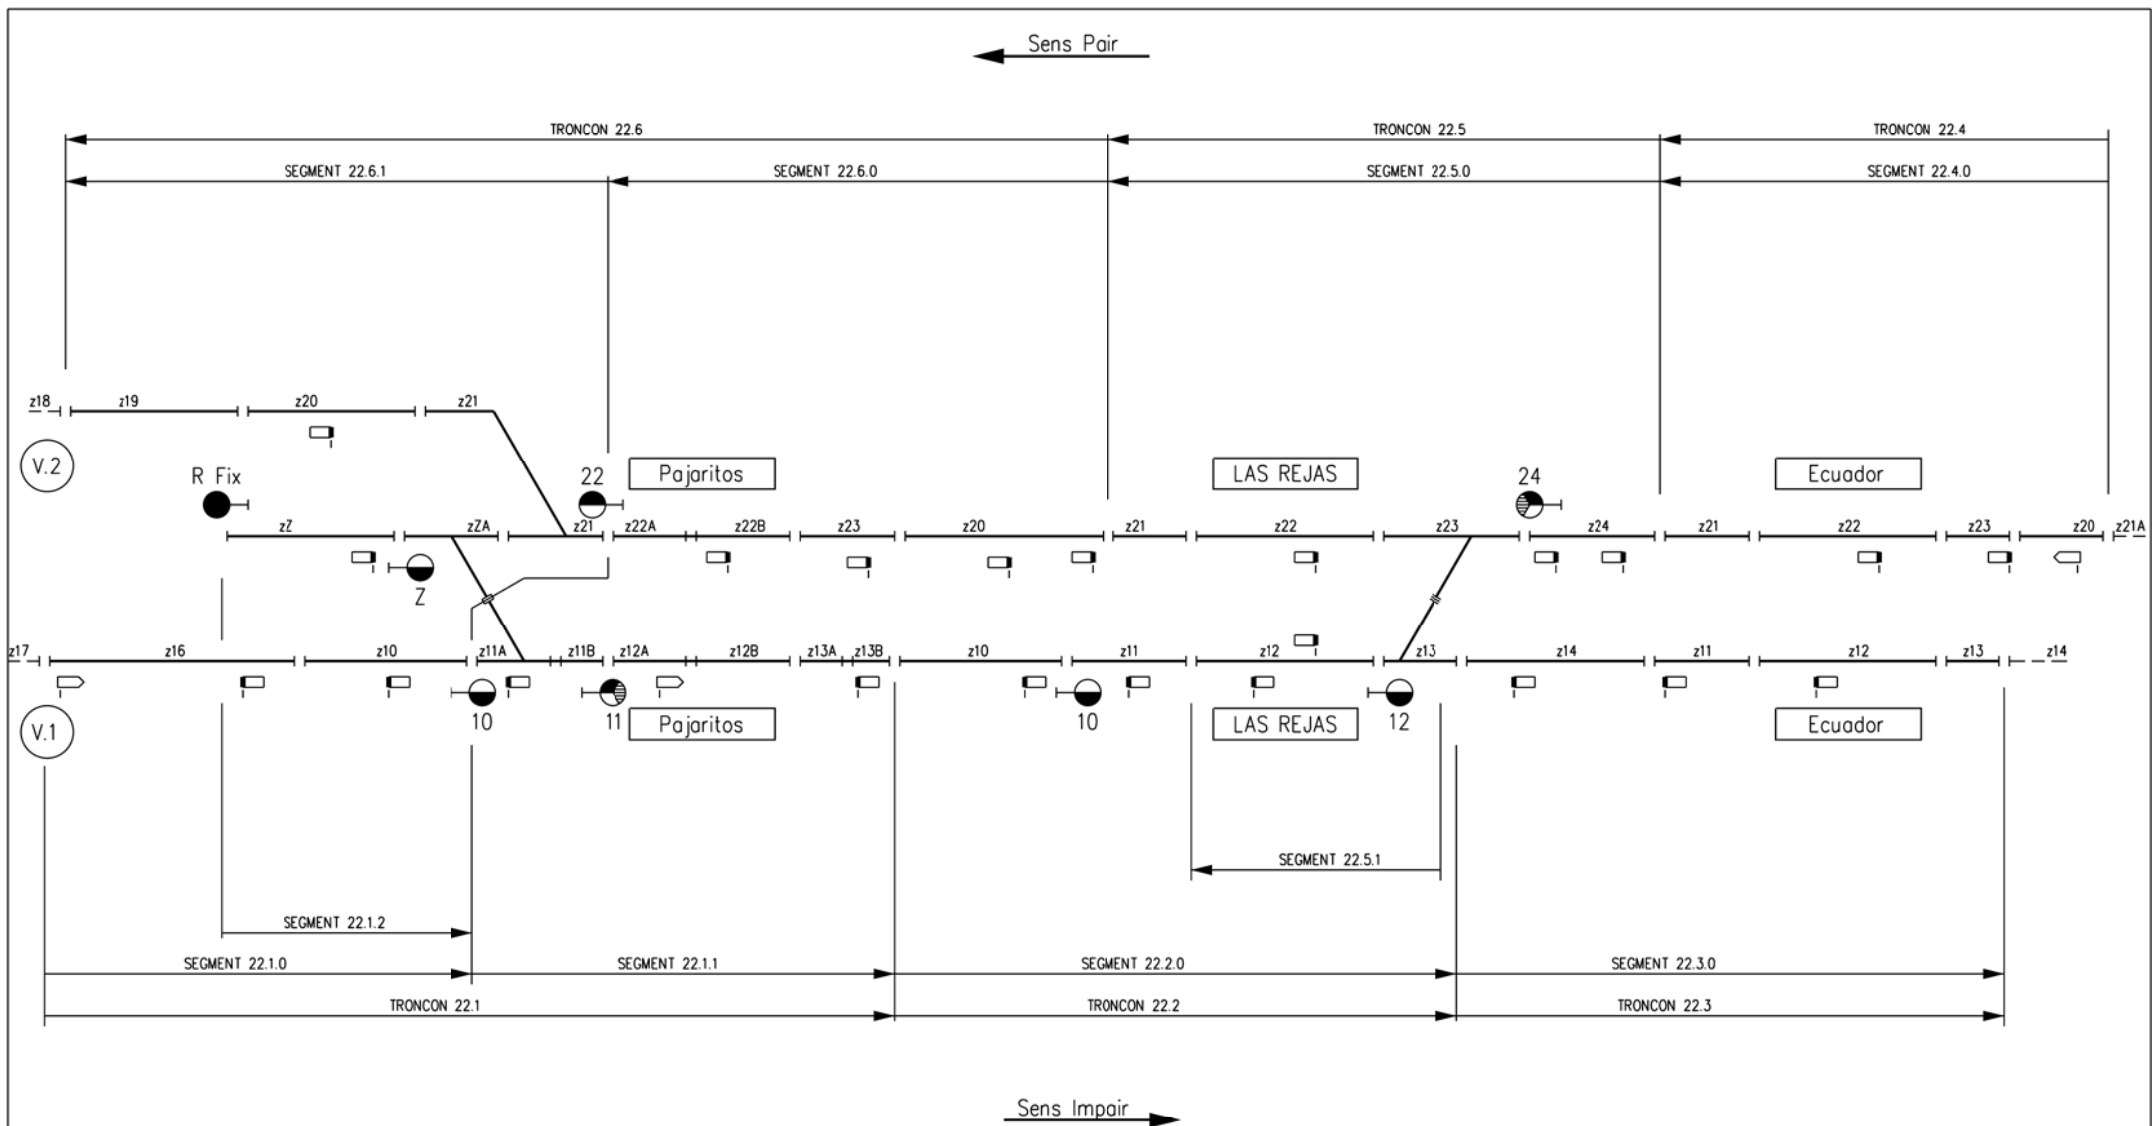 Sens Pair
TRONCON 22.6 TRONCON 22.5 TRONCON 22.4
SEGMENT 22.6.1 SEGMENT 22.6.0 SEGMENT 22.5.0 SEGMENT 22.4.0
z18 z19 z20 z21
V.2 R Fix 22 Pajaritos LAS REJAS 24 Ecuador
zZ zZA z21 z22A z22B z23 z20 z21 z22 z23 z24 z21 z22 z23 z20 z21A
Z
z17 z16 z10 z11A z11B z12A z12B z13A z13B z10 z11 z12 z13 z14 z11 z12 z13 z14
V.1 10 11 Pajaritos 10 LAS REJAS 12 Ecuador
SEGMENT 22.5.1
SEGMENT 22.1.2
SEGMENT 22.1.0 SEGMENT 22.1.1 SEGMENT 22.2.0 SEGMENT 22.3.0
TRONCON 22.1 TRONCON 22.2 TRONCON 22.3
Sens Impair